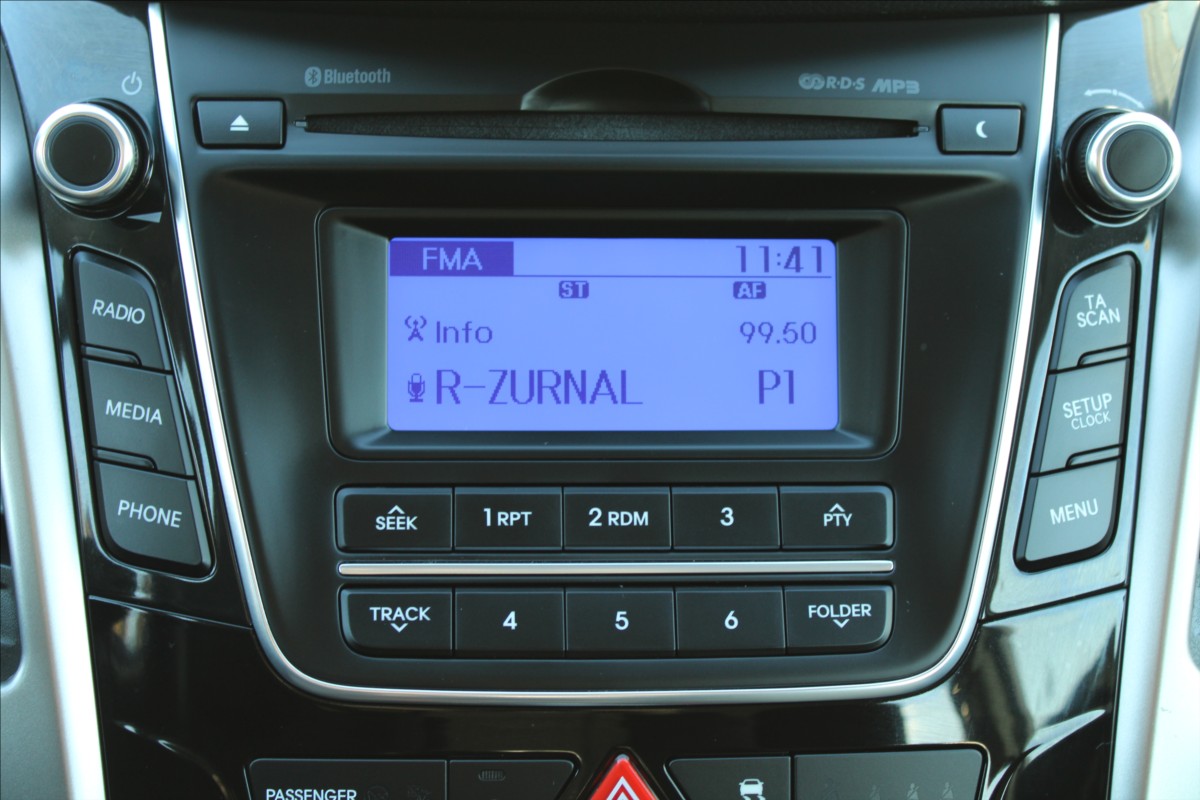 Bluetooth
R·D·S MP3
FMA 11:41
ST AF
Info 99.50
R-ZURNAL P1
RADIO
MEDIA
PHONE
TA
SCAN
SETUP
CLOCK
MENU
SEEK 1 RPT 2 RDM 3 PTY
TRACK 4 5 6 FOLDER
PASSENGER